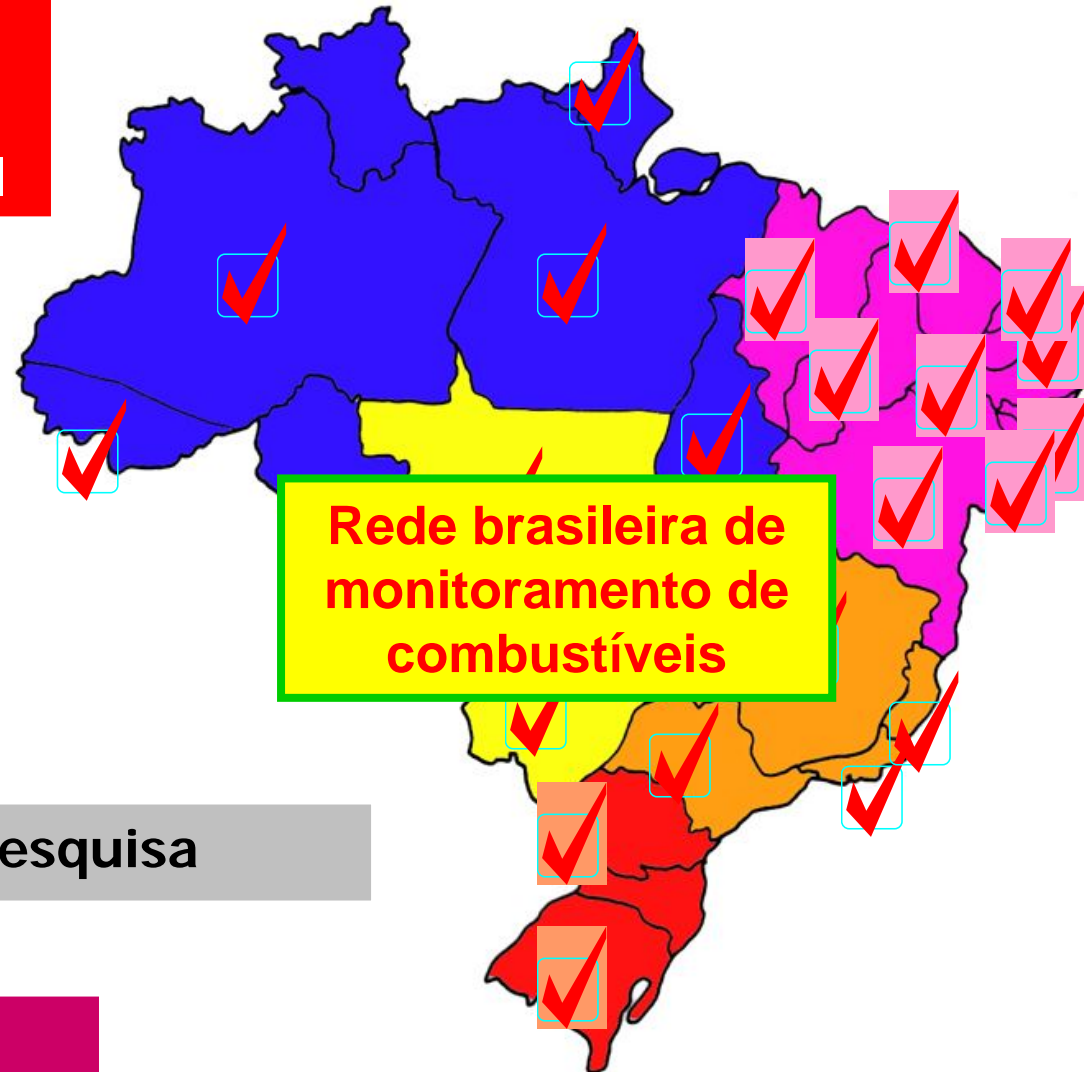 Rede brasileira de
monitoramento de
combustíveis
esquisa